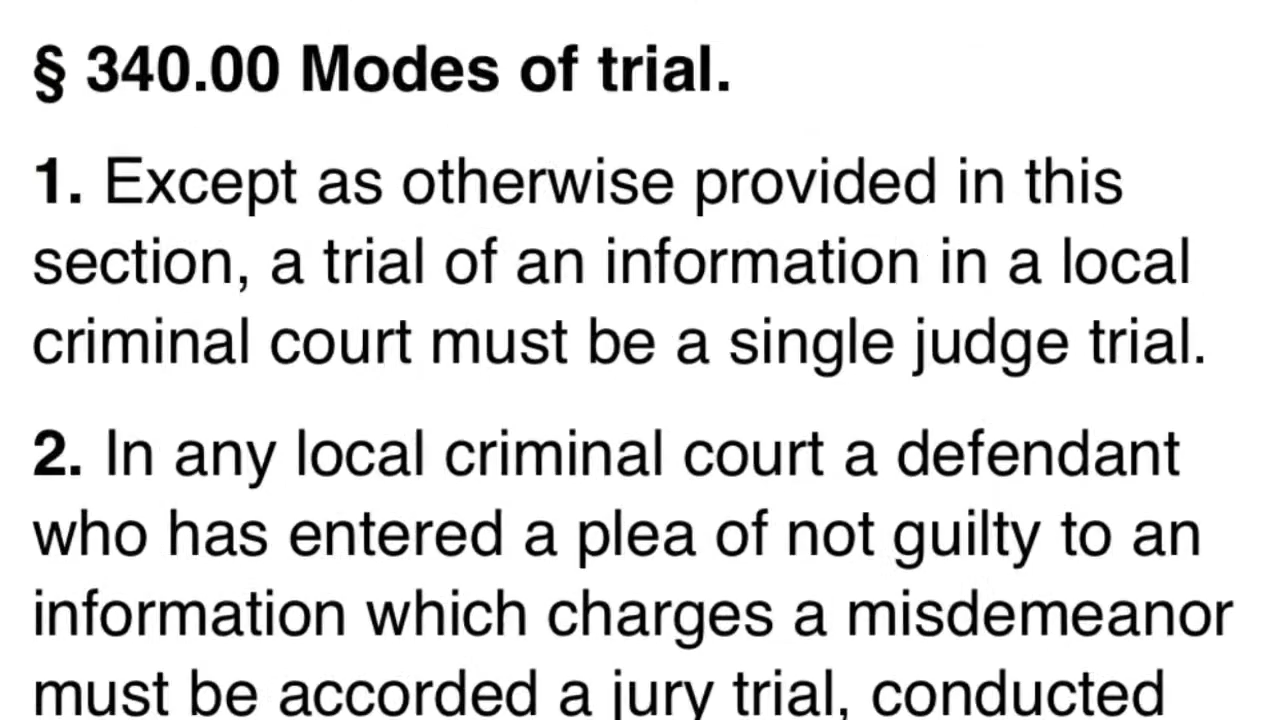 § 340.00 Modes of trial.
1. Except as otherwise provided in this
section, a trial of an information in a local
criminal court must be a single judge trial.
2. In any local criminal court a defendant
who has entered a plea of not guilty to an
information which charges a misdemeanor
must be accorded a jury trial, conducted